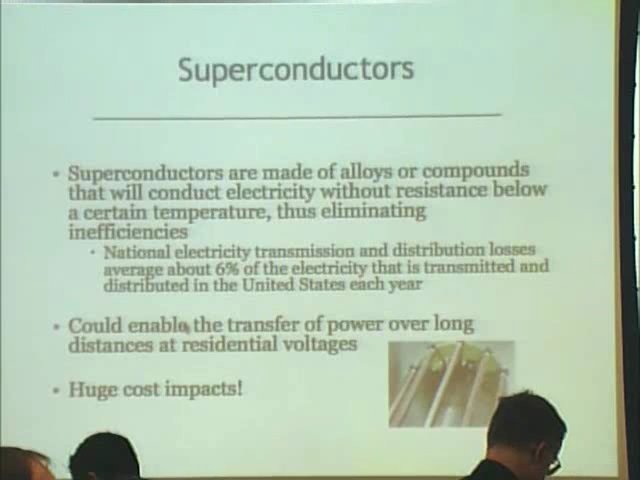 Superconductors
• Superconductors are made of alloys or compounds
that will conduct electricity without resistance below
a certain temperature, thus eliminating
inefficiencies
• National electricity transmission and distribution losses
average about 6% of the electricity that is transmitted and
distributed in the United States each year
• Could enable the transfer of power over long
distances at residential voltages
• Huge cost impacts!